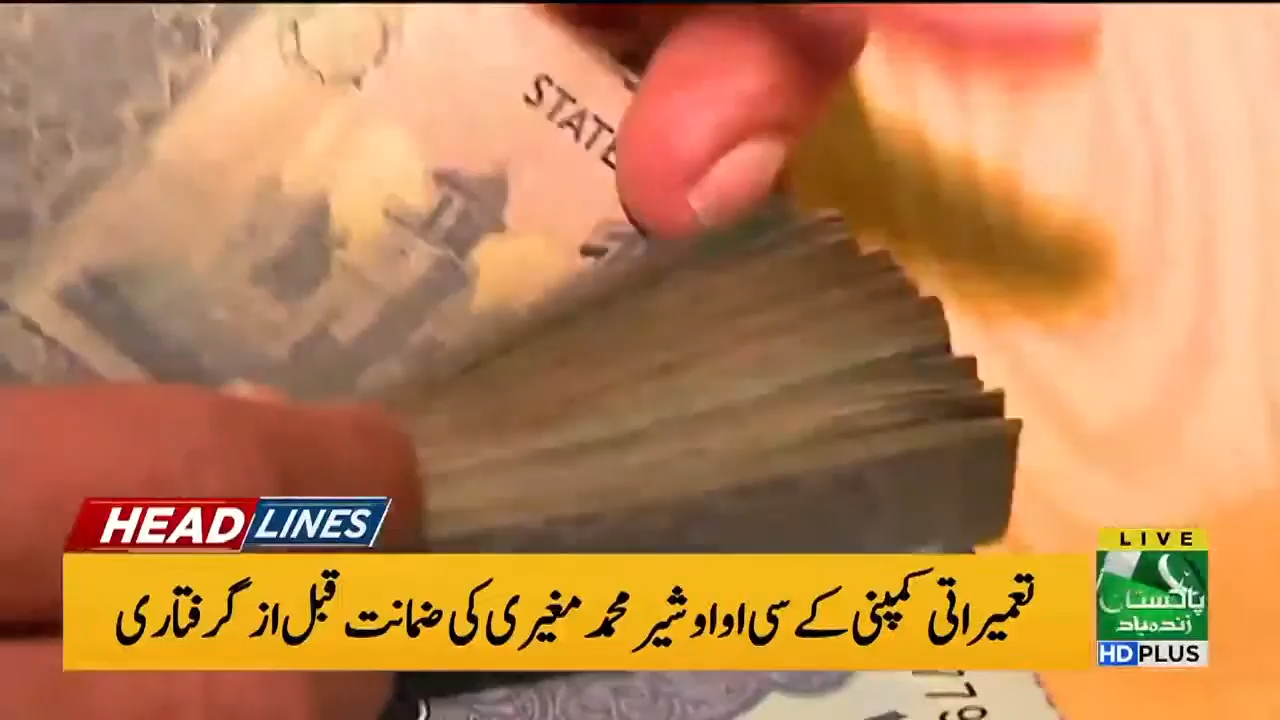 STATE
HEADLINES
LIVE
تعمیراتی کمپنی کے سی او او شیر محمد مغیری کی ضمانت قبل از گرفتاری
پاکستان
زندہ باد
HD PLUS
779